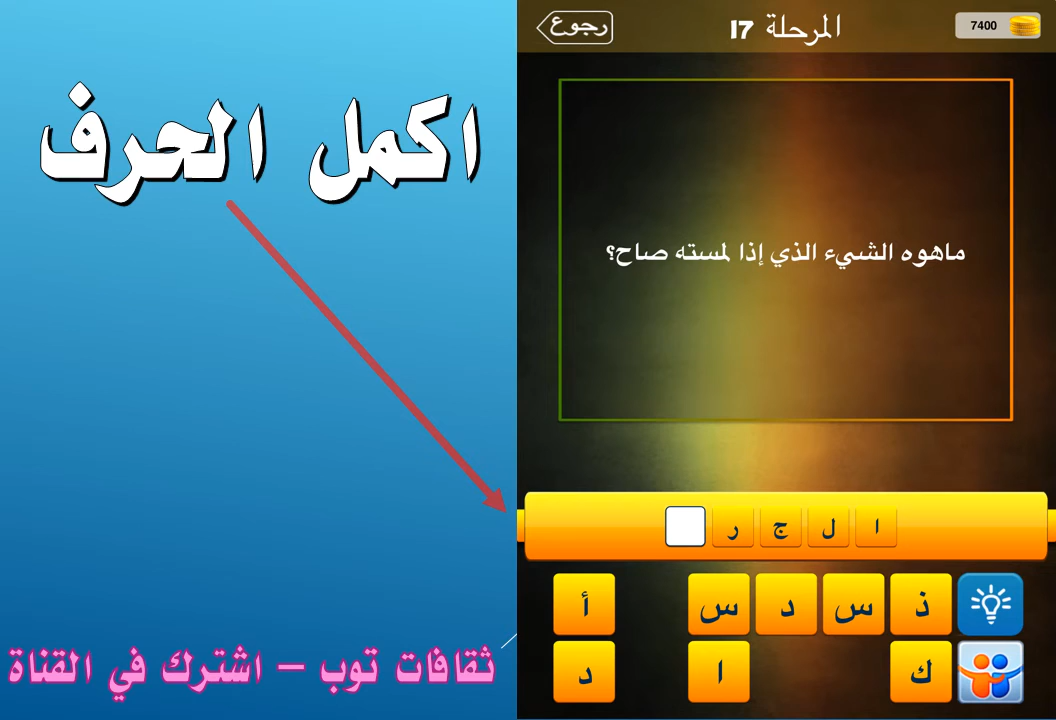 رجوع
المرحلة 17
7400
اكمل الحرف
ماهوه الشيء الذي إذا لمسته صاح؟
ا ل ج ر
ذ س د س أ
ك ا د
ثقافات توب – اشترك في القناة